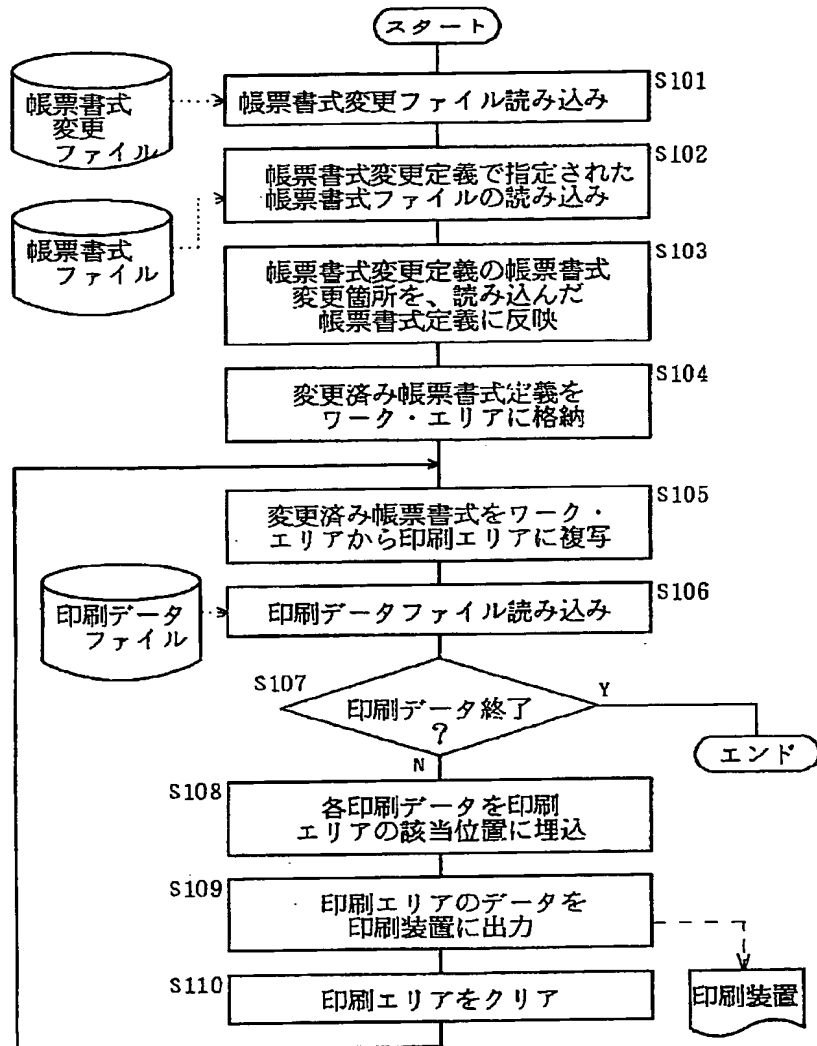 スタート
帳票書式
変更
ファイル
帳票書式変更ファイル読み込み
S101
帳票書式変更定義で指定された
帳票書式ファイルの読み込み
S102
帳票書式
ファイル
帳票書式変更定義の帳票書式
変更箇所を、読み込んだ
帳票書式定義に反映
S103
変更済み帳票書式定義を
ワーク・エリアに格納
S104
変更済み帳票書式をワーク・
エリアから印刷エリアに複写
S105
印刷データ
ファイル
印刷データファイル読み込み
S106
S107
印刷データ終了
?
Y
エンド
N
S108
各印刷データを印刷
エリアの該当位置に埋込
S109
印刷エリアのデータを
印刷装置に出力
S110
印刷エリアをクリア
印刷装置